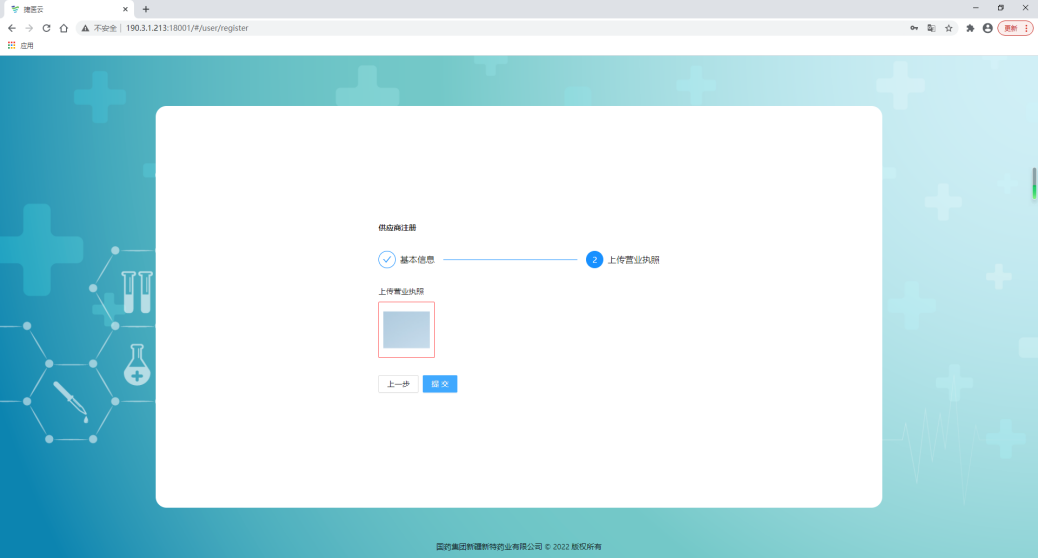 捷医云
不安全 | 190.3.1.213:18001/#/user/register
更新
应用
供应商注册
基本信息
2 上传营业执照
上传营业执照
上一步 提 交
国药集团新疆新特药业有限公司 © 2022 版权所有